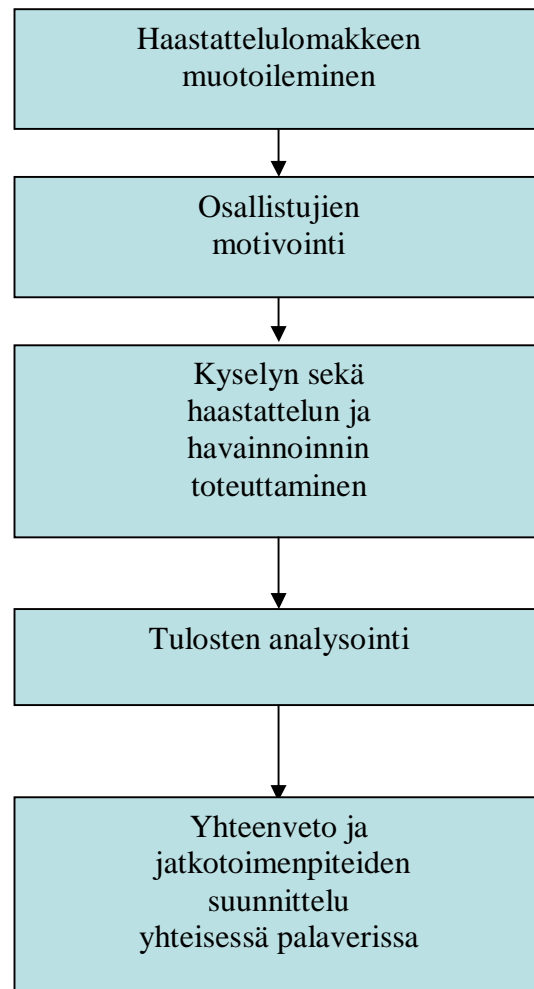 Haastattelulomakkeen
muotoileminen
Osallistujien
motivointi
Kyselyn sekä
haastattelun ja
havainnoinnin
toteuttaminen
Tulosten analysointi
Yhteenveto ja
jatkotoimenpiteiden
suunnittelu
yhteisessä palaverissa